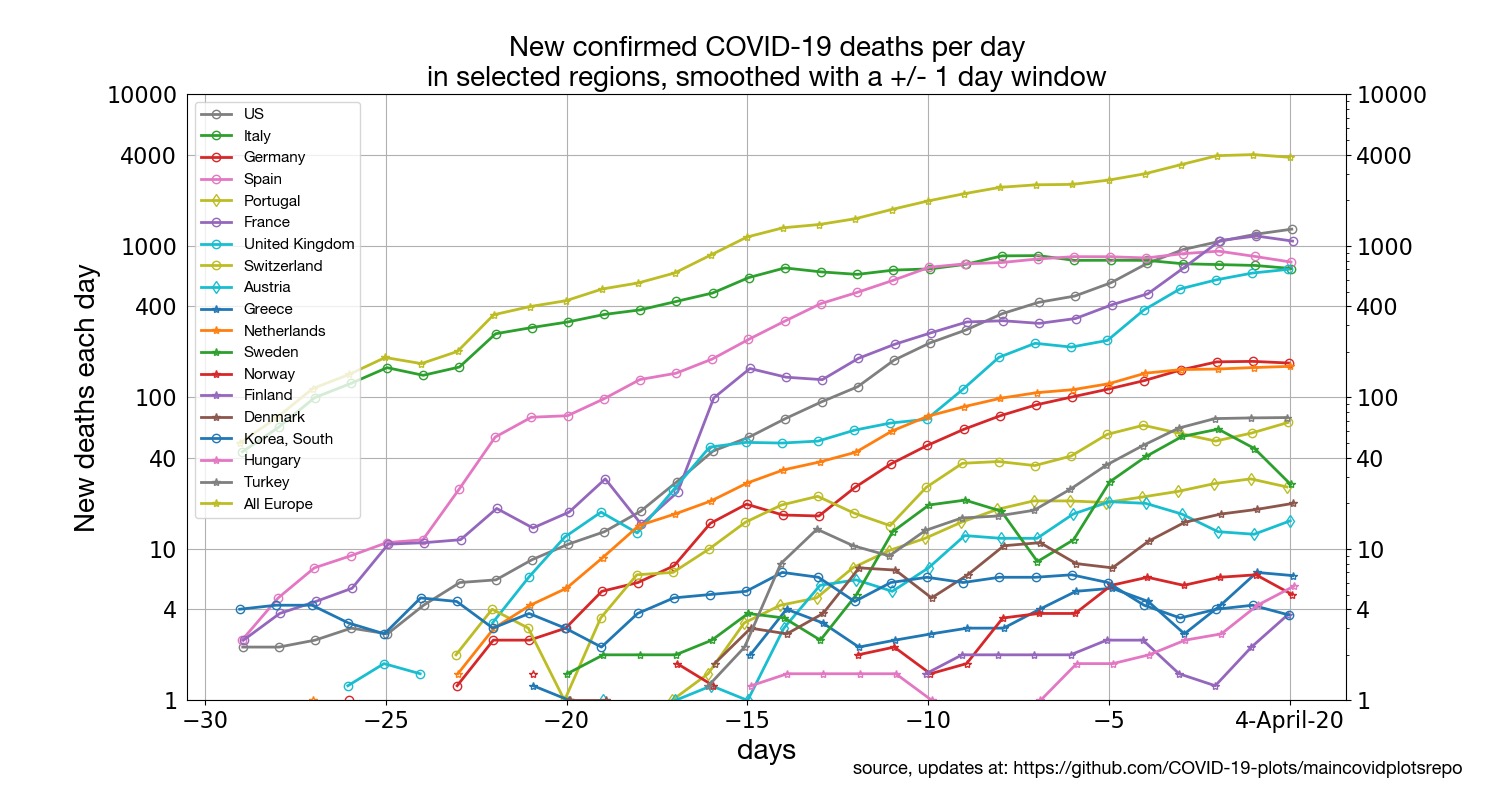 New confirmed COVID-19 deaths per day
in selected regions, smoothed with a +/- 1 day window
10000
4000
1000
400
100
40
10
4
1
New deaths each day
US
Italy
Germany
Spain
Portugal
France
United Kingdom
Switzerland
Austria
Greece
Netherlands
Sweden
Norway
Finland
Denmark
Korea, South
Hungary
Turkey
All Europe
10000
4000
1000
400
100
40
10
4
1
−30 −25 −20 −15 −10 −5 4-April-20
days
source, updates at: https://github.com/COVID-19-plots/maincovidplotsrepo